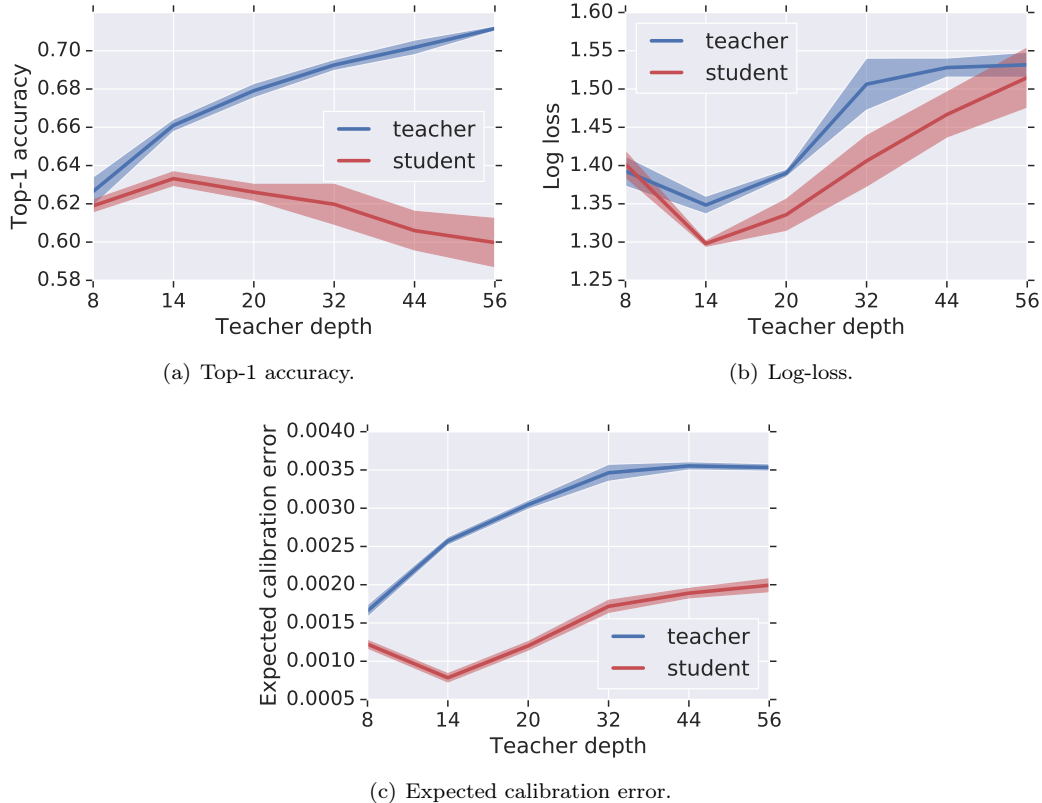 Top-1 accuracy
0.70
0.68
0.66
0.64
0.62
0.60
0.58
teacher
student
8 14 20 32 44 56
Teacher depth
(a) Top-1 accuracy.
Log loss
1.60
1.55
1.50
1.45
1.40
1.35
1.30
1.25
teacher
student
8 14 20 32 44 56
Teacher depth
(b) Log-loss.
Expected calibration error
0.0040
0.0035
0.0030
0.0025
0.0020
0.0015
0.0010
0.0005
teacher
student
8 14 20 32 44 56
Teacher depth
(c) Expected calibration error.